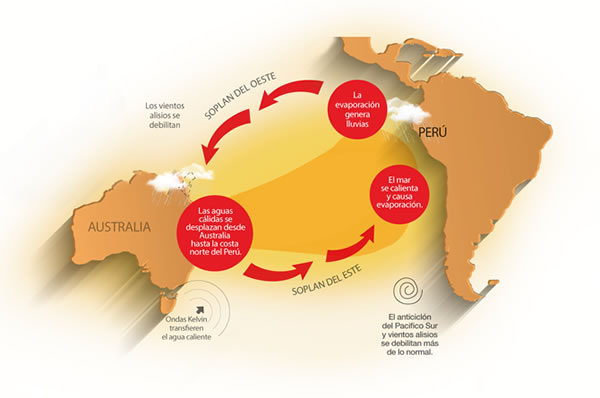 SOPLAN DEL OESTE
La
evaporación
genera
lluvias
Los vientos
alisios se
debilitan
PERÚ
El mar
se calienta
y causa
evaporación.
AUSTRALIA
Las aguas
cálidas se
desplazan desde
Australia
hasta la costa
norte del Perú.
SOPLAN DEL ESTE
Ondas Kelvin
transfieren
el agua caliente
El anticiclón
del Pacífico Sur
y vientos alisios
se debilitan más
de lo normal.